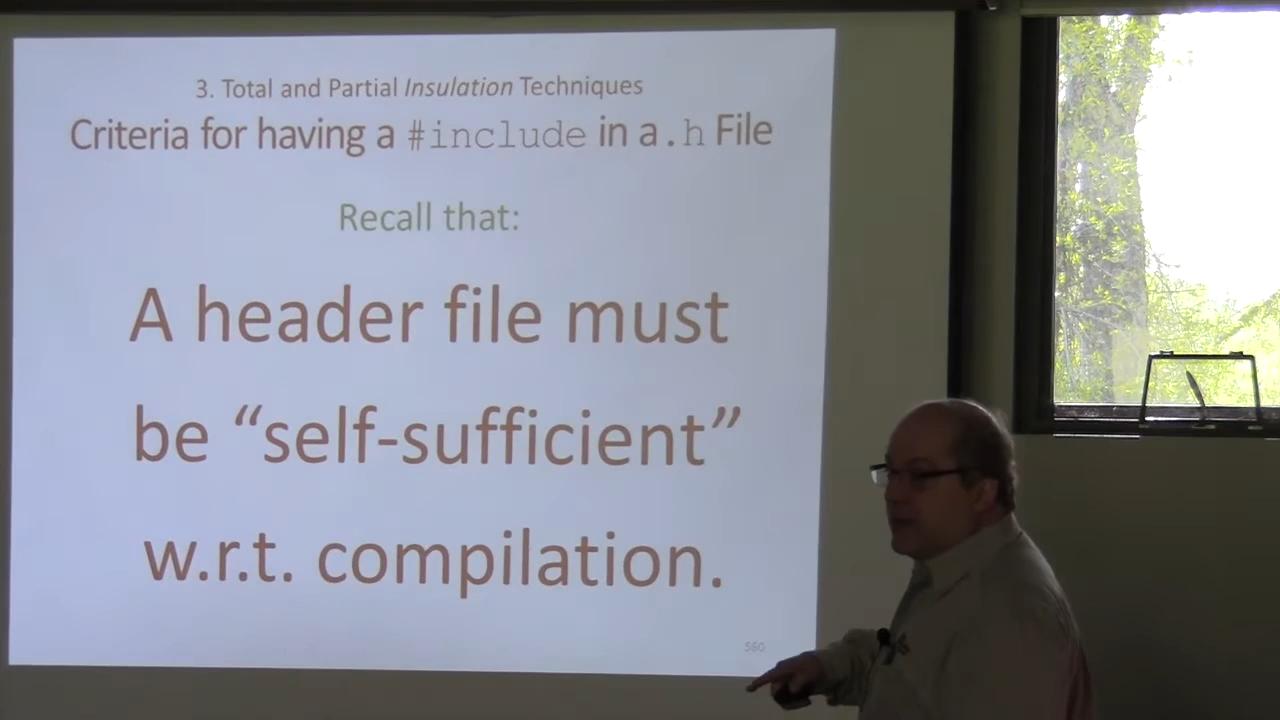 3. Total and Partial Insulation Techniques
Criteria for having a #include in a .h File
Recall that:
A header file must
be “self-sufficient”
w.r.t. compilation.
560